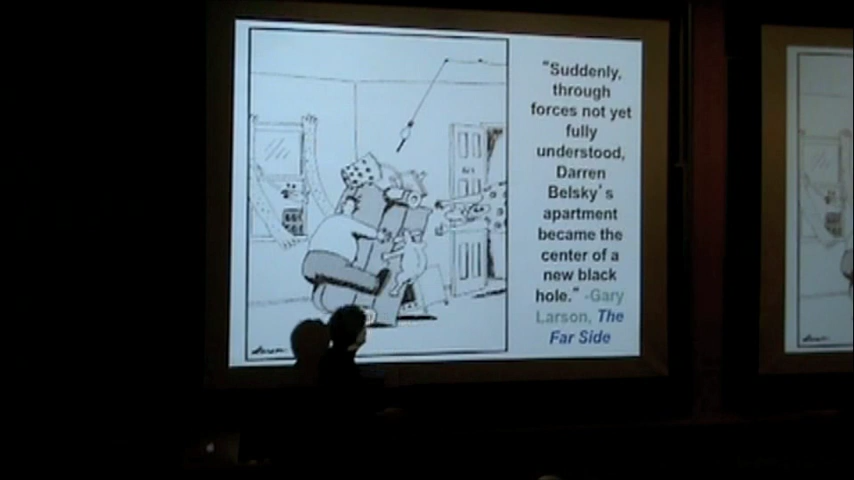 "Suddenly,
through
forces not yet
fully
understood,
Darren
Belsky's
apartment
became the
center of a
new black
hole." -Gary
Larson, The
Far Side
Larson